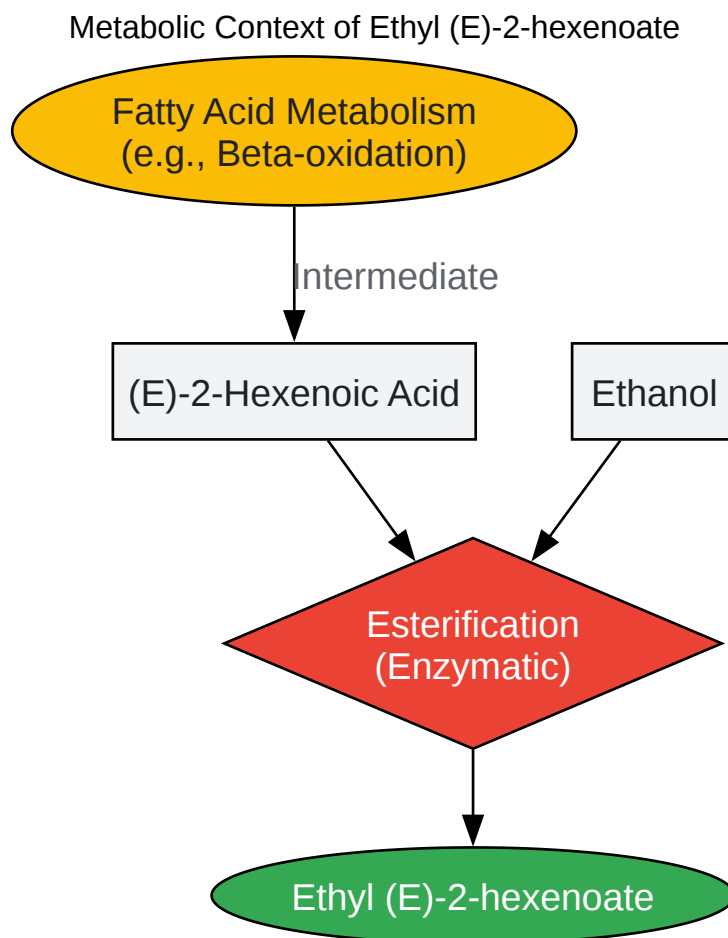 Metabolic Context of Ethyl (E)-2-hexenoate
Fatty Acid Metabolism
(e.g., Beta-oxidation)
Intermediate
(E)-2-Hexenoic Acid
Ethanol
Esterification
(Enzymatic)
Ethyl (E)-2-hexenoate